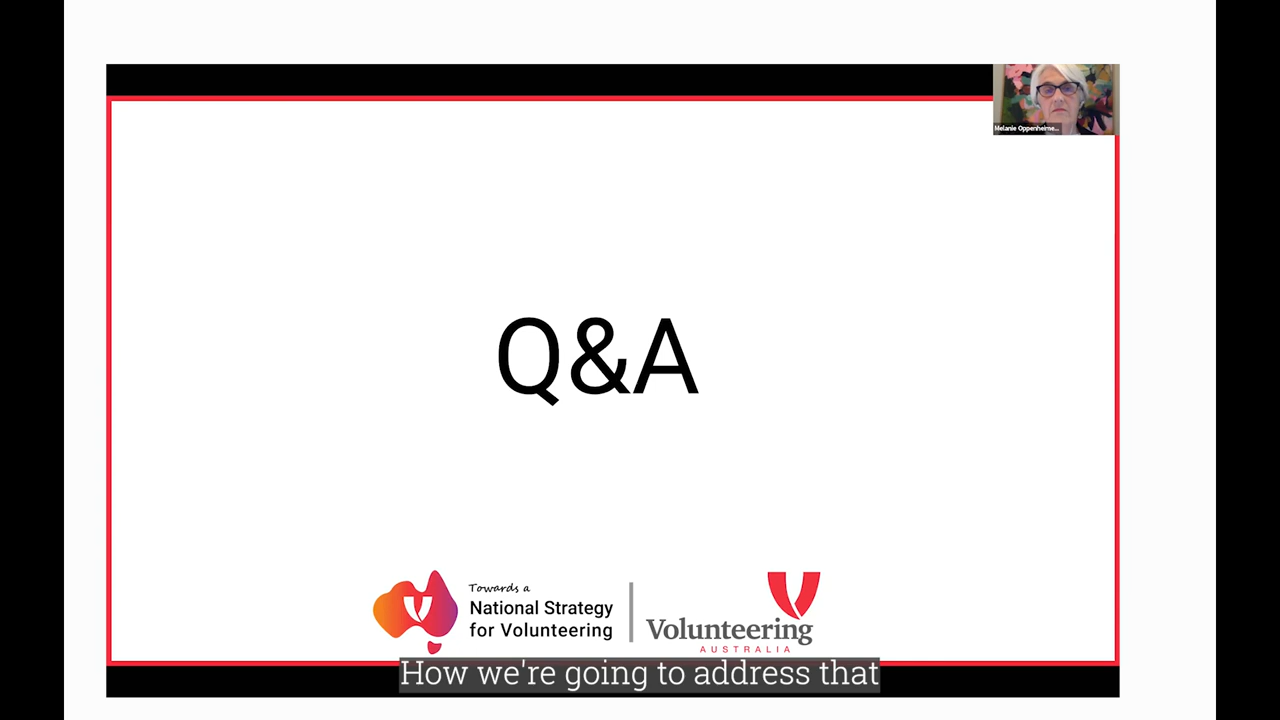 Melanie Oppenheime...
Q&A
Towards a
National Strategy
for Volunteering
Volunteering
AUSTRALIA
How we're going to address that